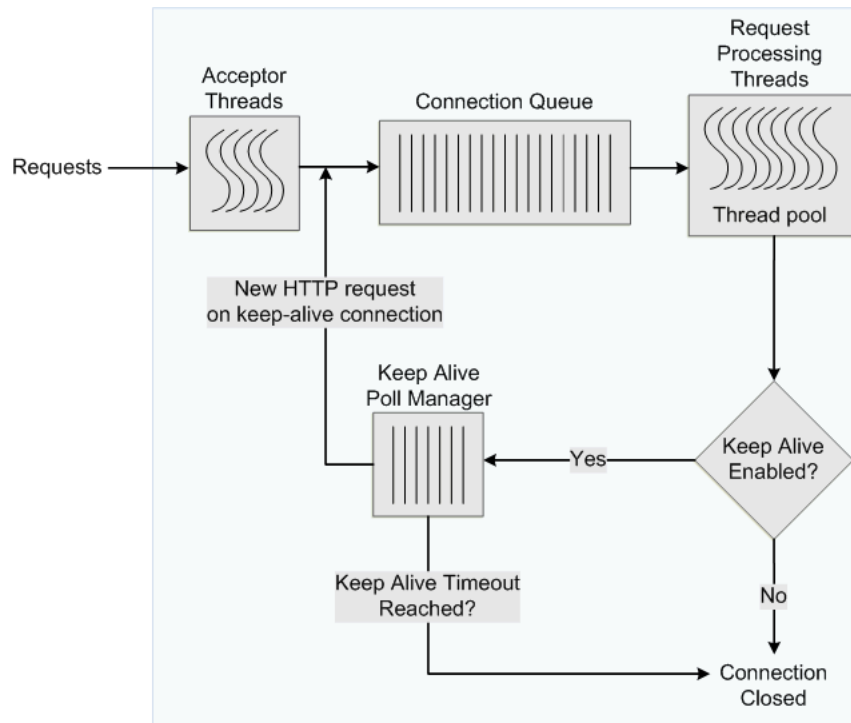 Request
Processing
Threads
Acceptor
Threads
Connection Queue
Requests
Thread pool
New HTTP request
on keep-alive connection
Keep Alive
Poll Manager
Keep Alive
Enabled?
Yes
Keep Alive Timeout
Reached?
No
Connection
Closed